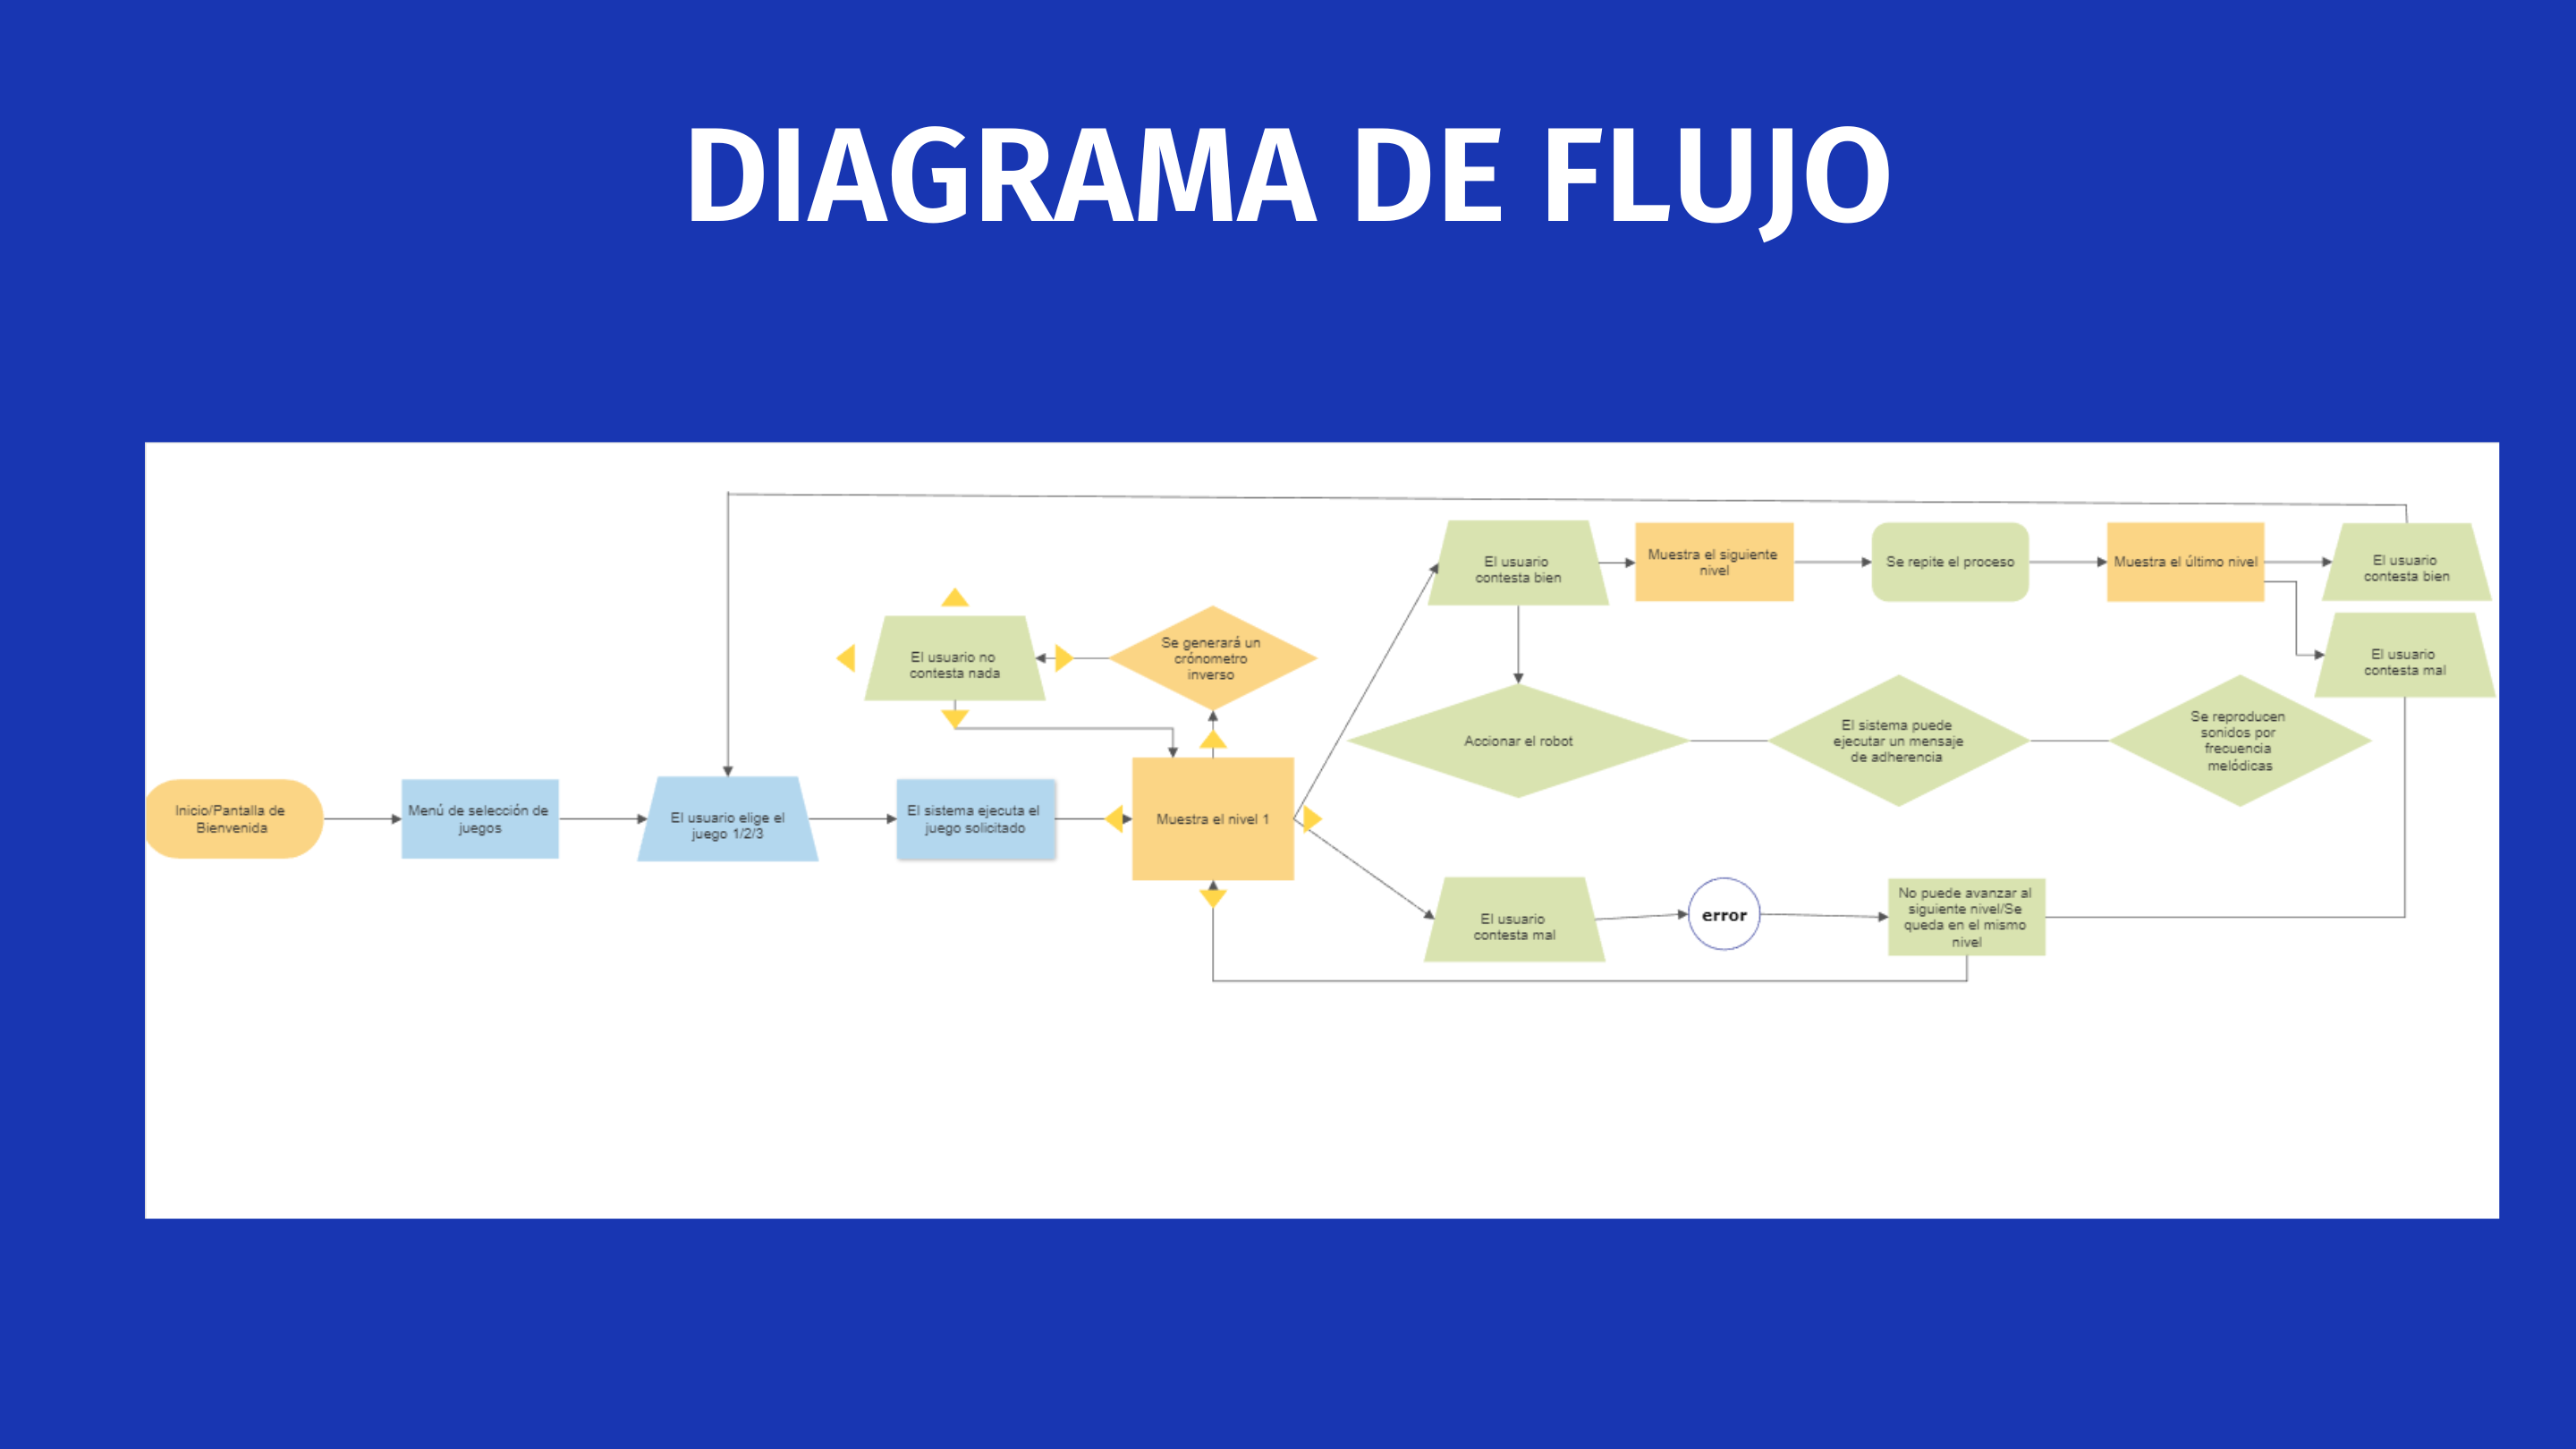 DIAGRAMA DE FLUJO
Inicio/Pantalla de
Bienvenida
Menú de selección de
juegos
El usuario elige el
juego 1/2/3
El sistema ejecuta el
juego solicitado
Muestra el nivel 1
Se generará un
crónometro
inverso
El usuario no
contesta nada
El usuario
contesta bien
Muestra el siguiente
nivel
Se repite el proceso
Muestra el último nivel
El usuario
contesta bien
El usuario
contesta mal
Accionar el robot
El sistema puede
ejecutar un mensaje
de adherencia
Se reproducen
sonidos por
frecuencia
melódicas
El usuario
contesta mal
error
No puede avanzar al
siguiente nivel/Se
queda en el mismo
nivel